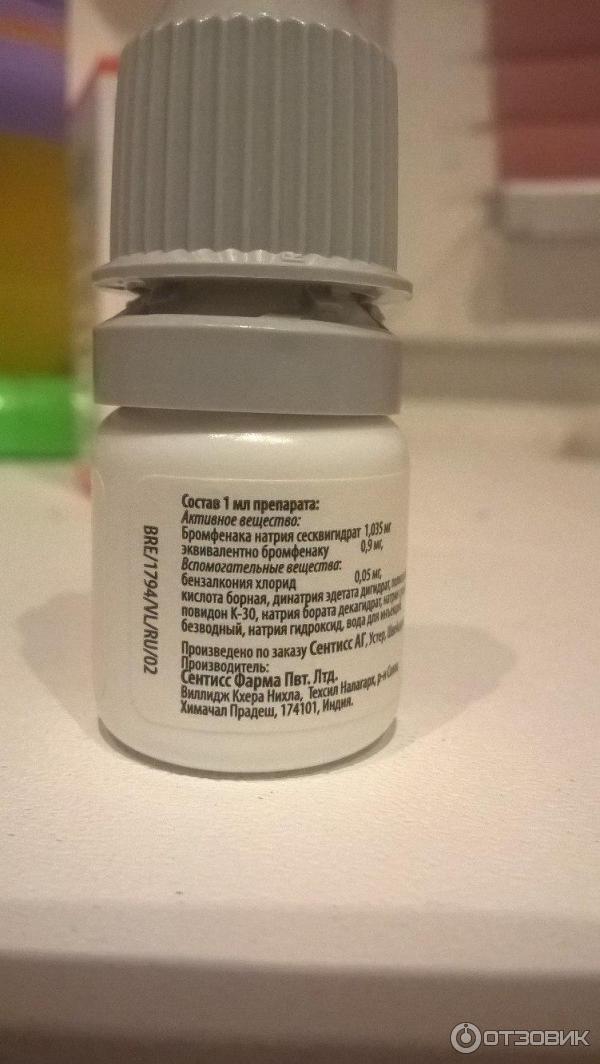 Состав 1 мл препарата:
Активное вещество:
Бромфенака натрия сесквигидрат 1,035 мг
эквивалентно бромфенаку 0,9 мг,
Вспомогательные вещества:
бензалкония хлорид 0,05 мг,
кислота борная, динатрия эдетата дигидрат,
повидон К-30, натрия бората декагидрат, натрия
безводный, натрия гидроксид, вода для инъекций
Произведено по заказу Сентисс АГ, Устер,
Производитель:
Сентисс Фарма Пвт. Лтд.
Виллидж Кхера Нихла, Техсил Налагарх, р-н
Химачал Прадеш, 174101, Индия.
BRE/1794/VL/RU/02
ОТЗОВИК